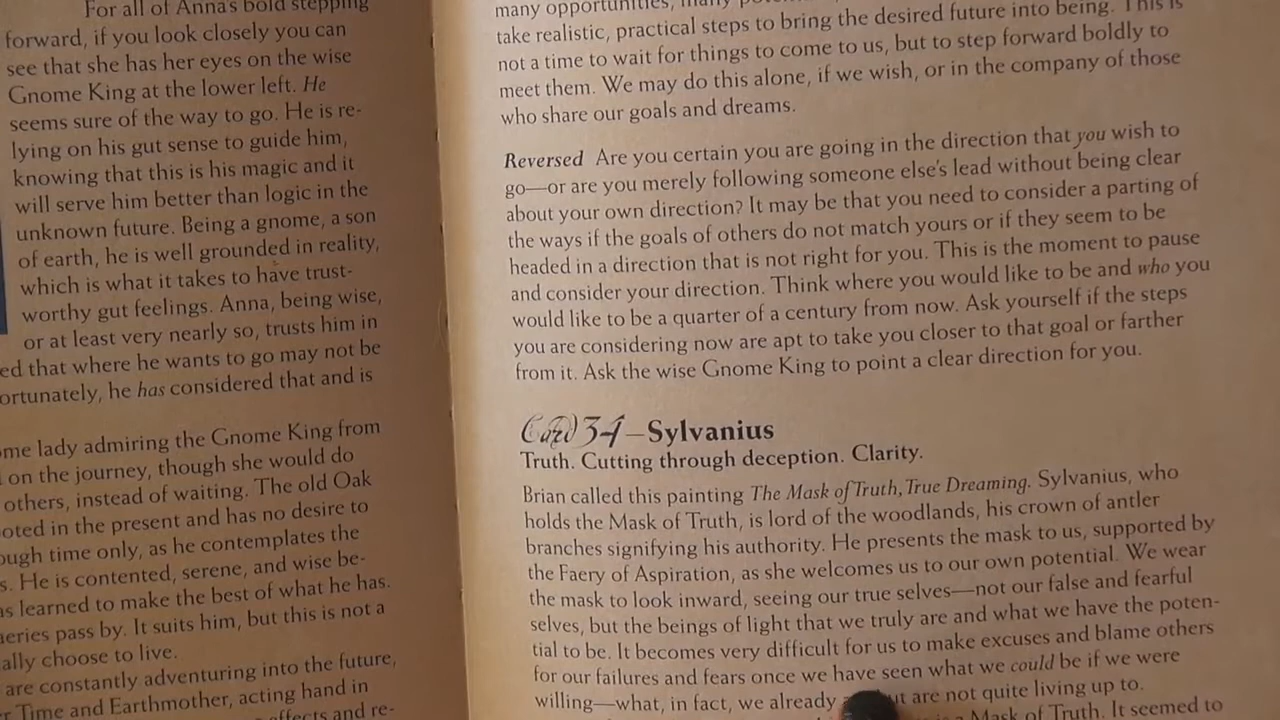 For all of Anna's bold stepping
forward, if you look closely you can
see that she has her eyes on the wise
Gnome King at the lower left. He
seems sure of the way to go. He is re-
lying on his gut sense to guide him,
knowing that this is his magic and it
will serve him better than logic in the
unknown future. Being a gnome, a son
of earth, he is well grounded in reality,
which is what it takes to have trust-
worthy gut feelings. Anna, being wise,
or at least very nearly so, trusts him in
ed that where he wants to go may not be
ortunately, he has considered that and is
ome lady admiring the Gnome King from
on the journey, though she would do
others, instead of waiting. The old Oak
ooted in the present and has no desire to
ough time only, as he contemplates the
s. He is contented, serene, and wise be-
as learned to make the best of what he has.
aeries pass by. It suits him, but this is not a
ally choose to live.
are constantly adventuring into the future,
r Time and Earthmother, acting hand in
effects and re-
many opportunities, many
take realistic, practical steps to bring the desired future into being. This is
not a time to wait for things to come to us, but to step forward boldly to
meet them. We may do this alone, if we wish, or in the company of those
who share our goals and dreams.
Reversed Are you certain you are going in the direction that you wish to
go—or are you merely following someone else's lead without being clear
about your own direction? It may be that you need to consider a parting of
the ways if the goals of others do not match yours or if they seem to be
headed in a direction that is not right for you. This is the moment to pause
and consider your direction. Think where you would like to be and who you
would like to be a quarter of a century from now. Ask yourself if the steps
you are considering now are apt to take you closer to that goal or farther
from it. Ask the wise Gnome King to point a clear direction for you.
Card 34—Sylvanius
Truth. Cutting through deception. Clarity.
Brian called this painting The Mask of Truth, True Dreaming. Sylvanius, who
holds the Mask of Truth, is lord of the woodlands, his crown of antler
branches signifying his authority. He presents the mask to us, supported by
the Faery of Aspiration, as she welcomes us to our own potential. We wear
the mask to look inward, seeing our true selves—not our false and fearful
selves, but the beings of light that we truly are and what we have the poten-
tial to be. It becomes very difficult for us to make excuses and blame others
for our failures and fears once we have seen what we could be if we were
willing—what, in fact, we already are not quite living up to.
Mask of Truth. It seemed to